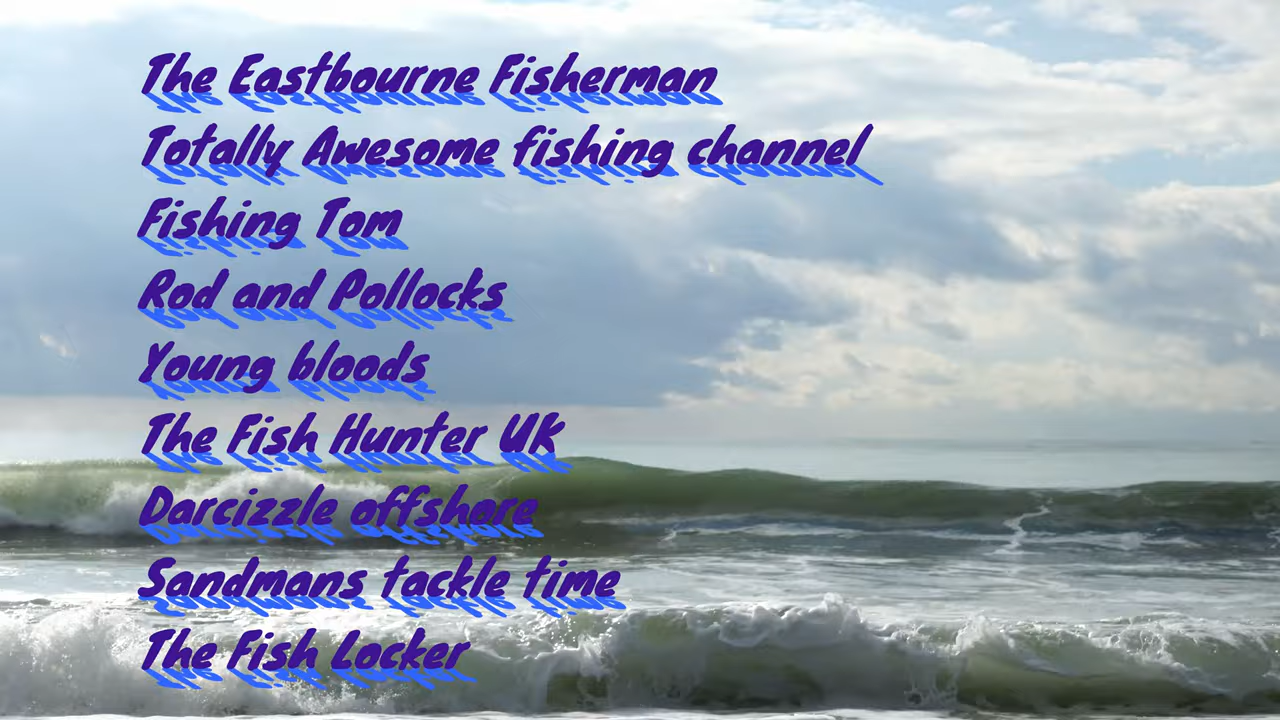 The Eastbourne Fisherman
Totally Awesome fishing channel
Fishing Tom
Rod and Pollocks
Young bloods
The Fish Hunter UK
Darcizzle offshore
Sandmans tackle time
The Fish Locker